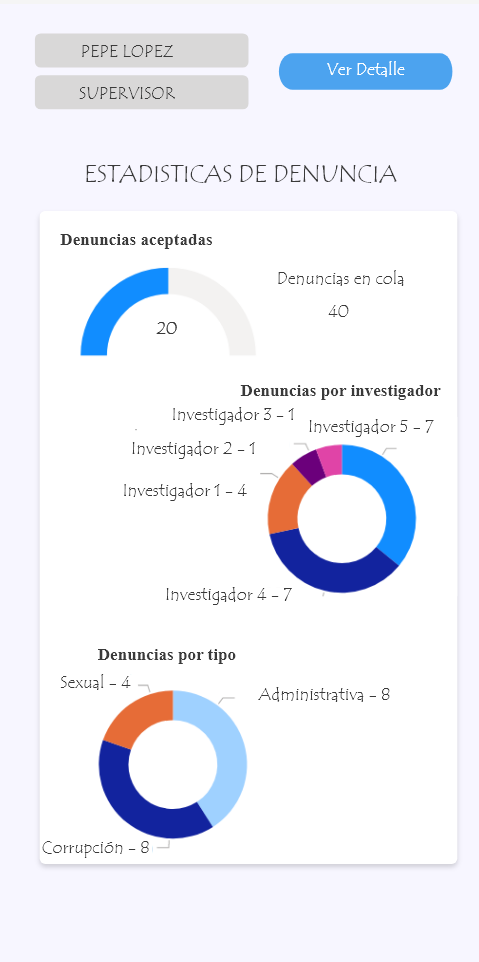 PEPE LOPEZ
SUPERVISOR
Ver Detalle
ESTADISTICAS DE DENUNCIA
Denuncias aceptadas
20
Denuncias en cola
40
Denuncias por investigador
Investigador 3 - 1
Investigador 5 - 7
Investigador 2 - 1
Investigador 1 - 4
Investigador 4 - 7
Denuncias por tipo
Sexual - 4
Administrativa - 8
Corrupción - 8